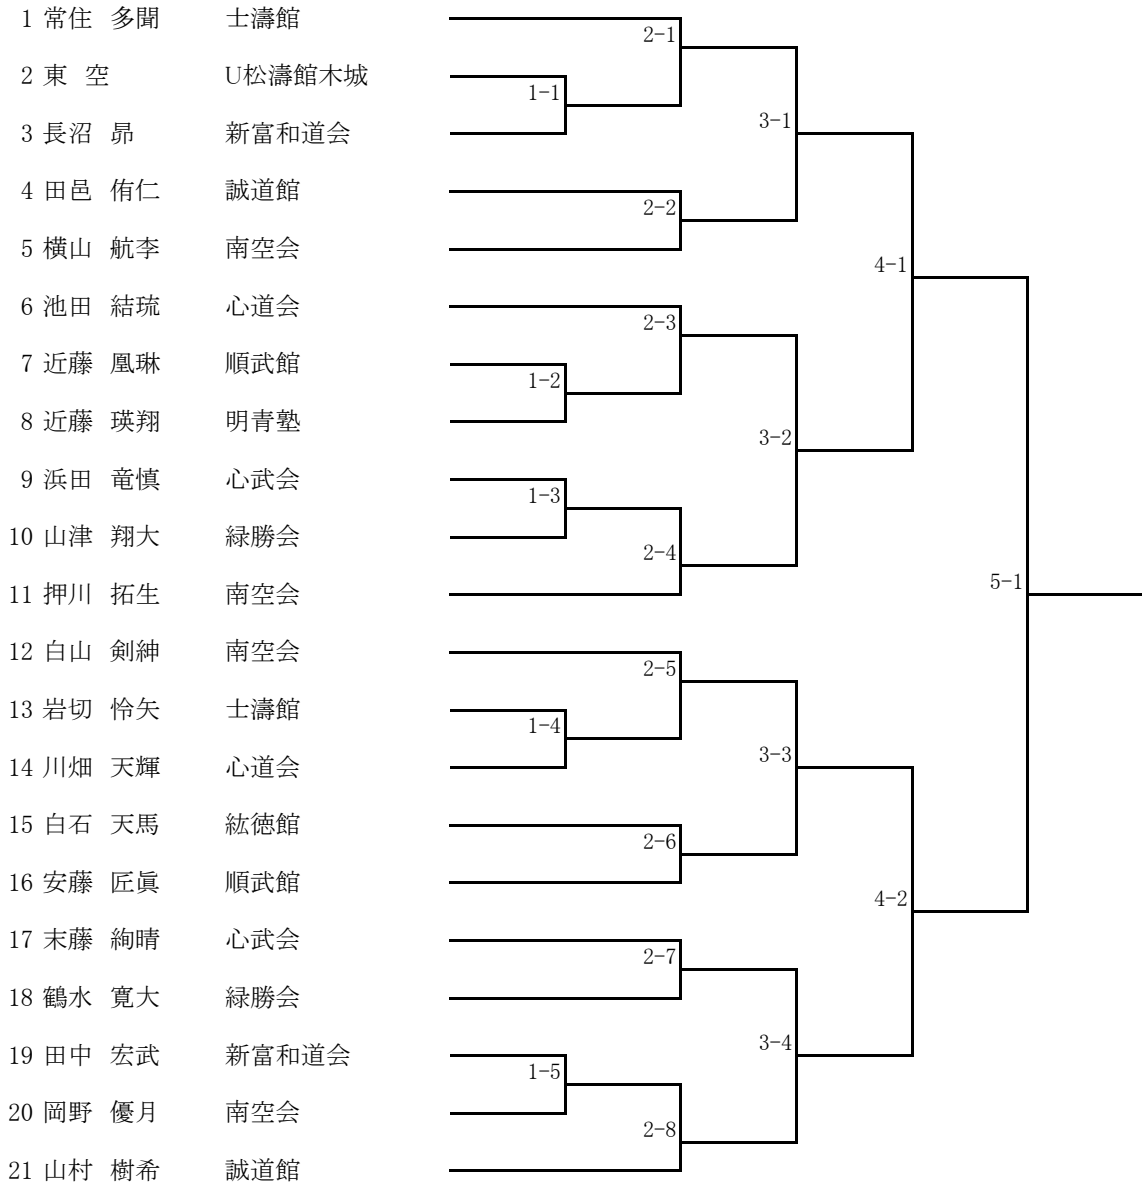 1 常住 多聞 士濤館
2-1
2 東 空 U松濤館木城
1-1
3-1
3 長沼 昴 新富和道会
4 田邑 侑仁 誠道館
2-2
5 横山 航李 南空会
4-1
6 池田 結琉 心道会
2-3
7 近藤 凰琳 順武館
1-2
8 近藤 瑛翔 明青塾
3-2
9 浜田 竜慎 心武会
1-3
10 山津 翔大 緑勝会
2-4
5-1
11 押川 拓生 南空会
12 白山 剣紳 南空会
2-5
13 岩切 怜矢 士濤館
1-4
3-3
14 川畑 天輝 心道会
15 白石 天馬 紘徳館
2-6
16 安藤 匠眞 順武館
4-2
17 末藤 絢晴 心武会
2-7
18 鶴水 寛大 緑勝会
3-4
19 田中 宏武 新富和道会
1-5
20 岡野 優月 南空会
2-8
21 山村 樹希 誠道館